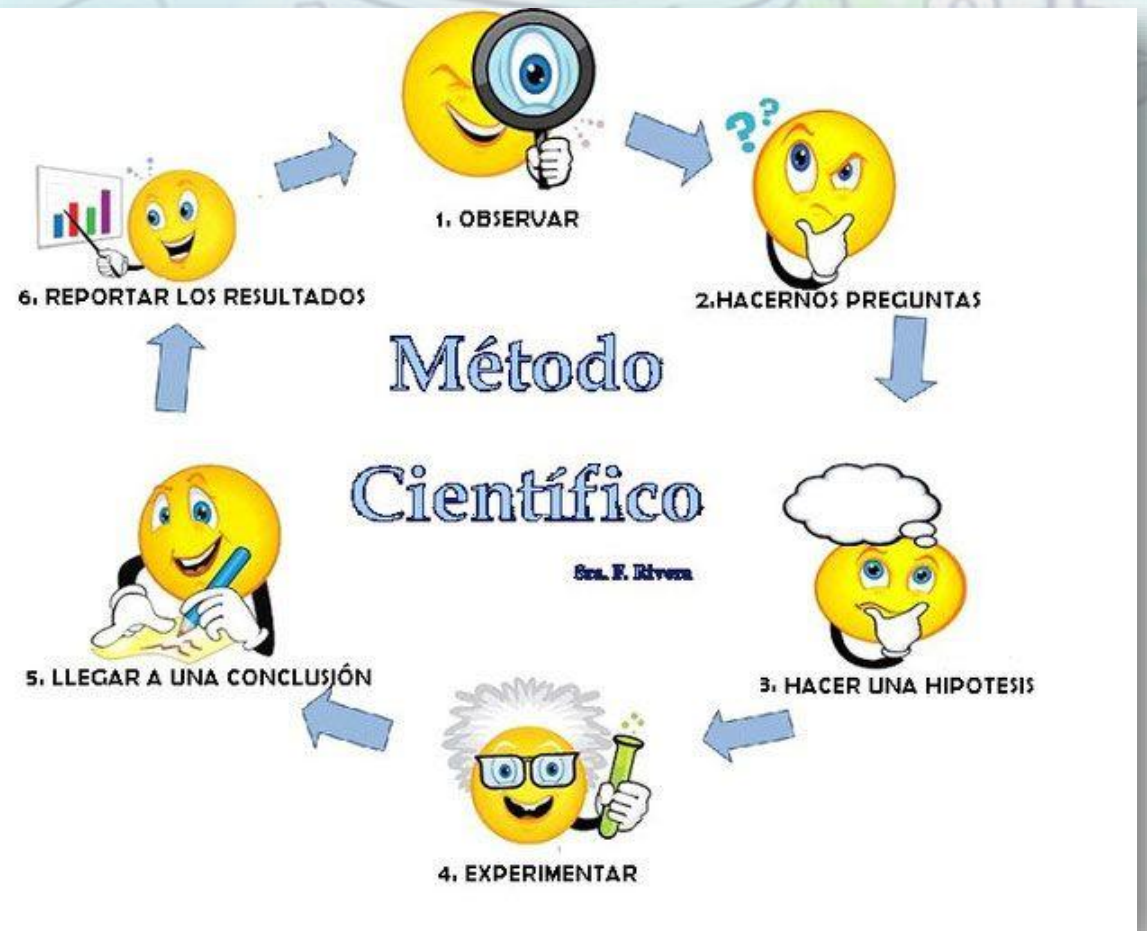 1. OBSERVAR
2.HACERNOS PREGUNTAS
3. HACER UNA HIPOTESIS
4. EXPERIMENTAR
5. LLEGAR A UNA CONCLUSIÓN
6. REPORTAR LOS RESULTADOS
Método
Científico
Sra. F. Rivera